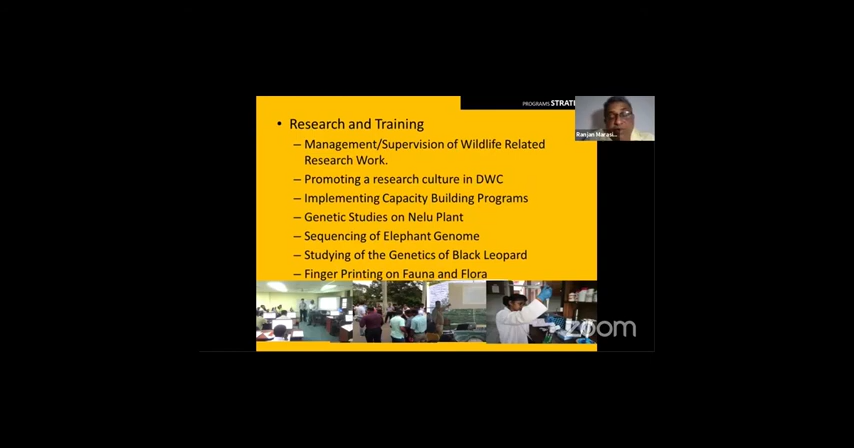 PROGRAMS STRATE
Ranjan Marasi...
• Research and Training
– Management/Supervision of Wildlife Related
Research Work.
– Promoting a research culture in DWC
– Implementing Capacity Building Programs
– Genetic Studies on Nelu Plant
– Sequencing of Elephant Genome
– Studying of the Genetics of Black Leopard
– Finger Printing on Fauna and Flora
zoom